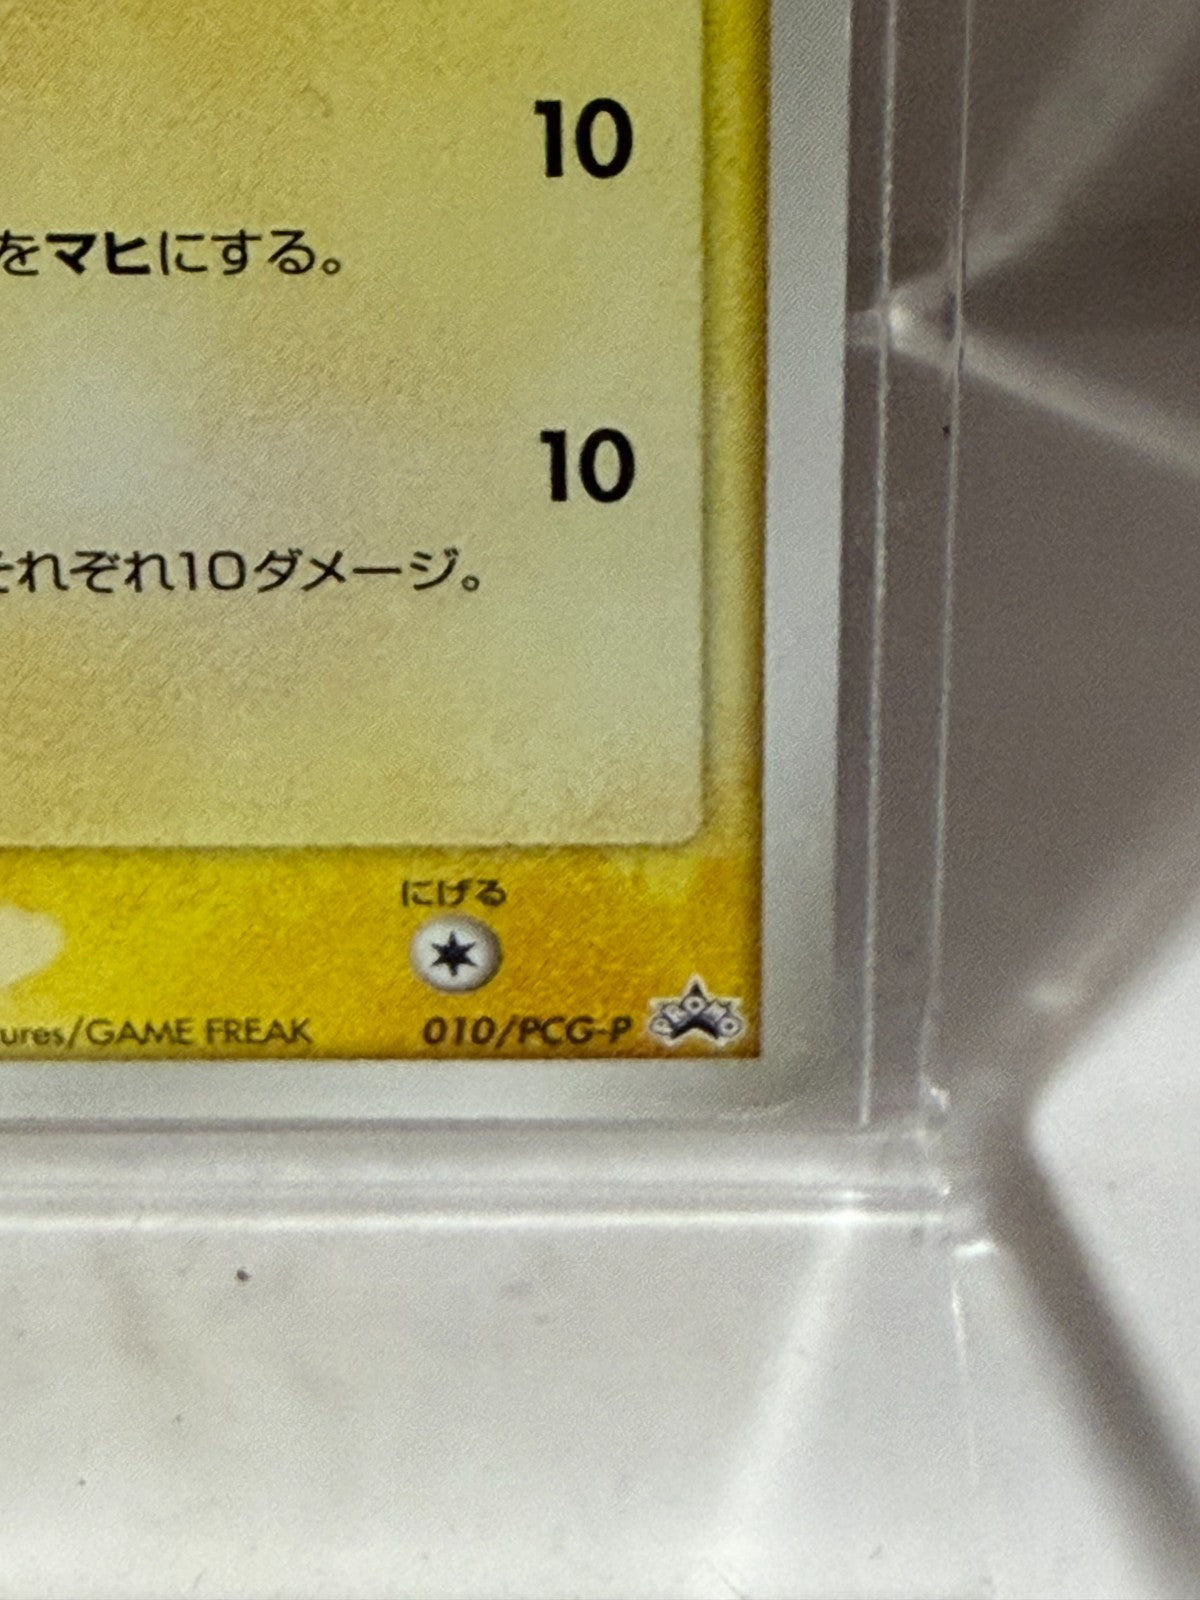 10
をマヒにする。
10
それぞれ10ダメージ。
にげる
ures/GAME FREAK 010/PCG-P PROMO